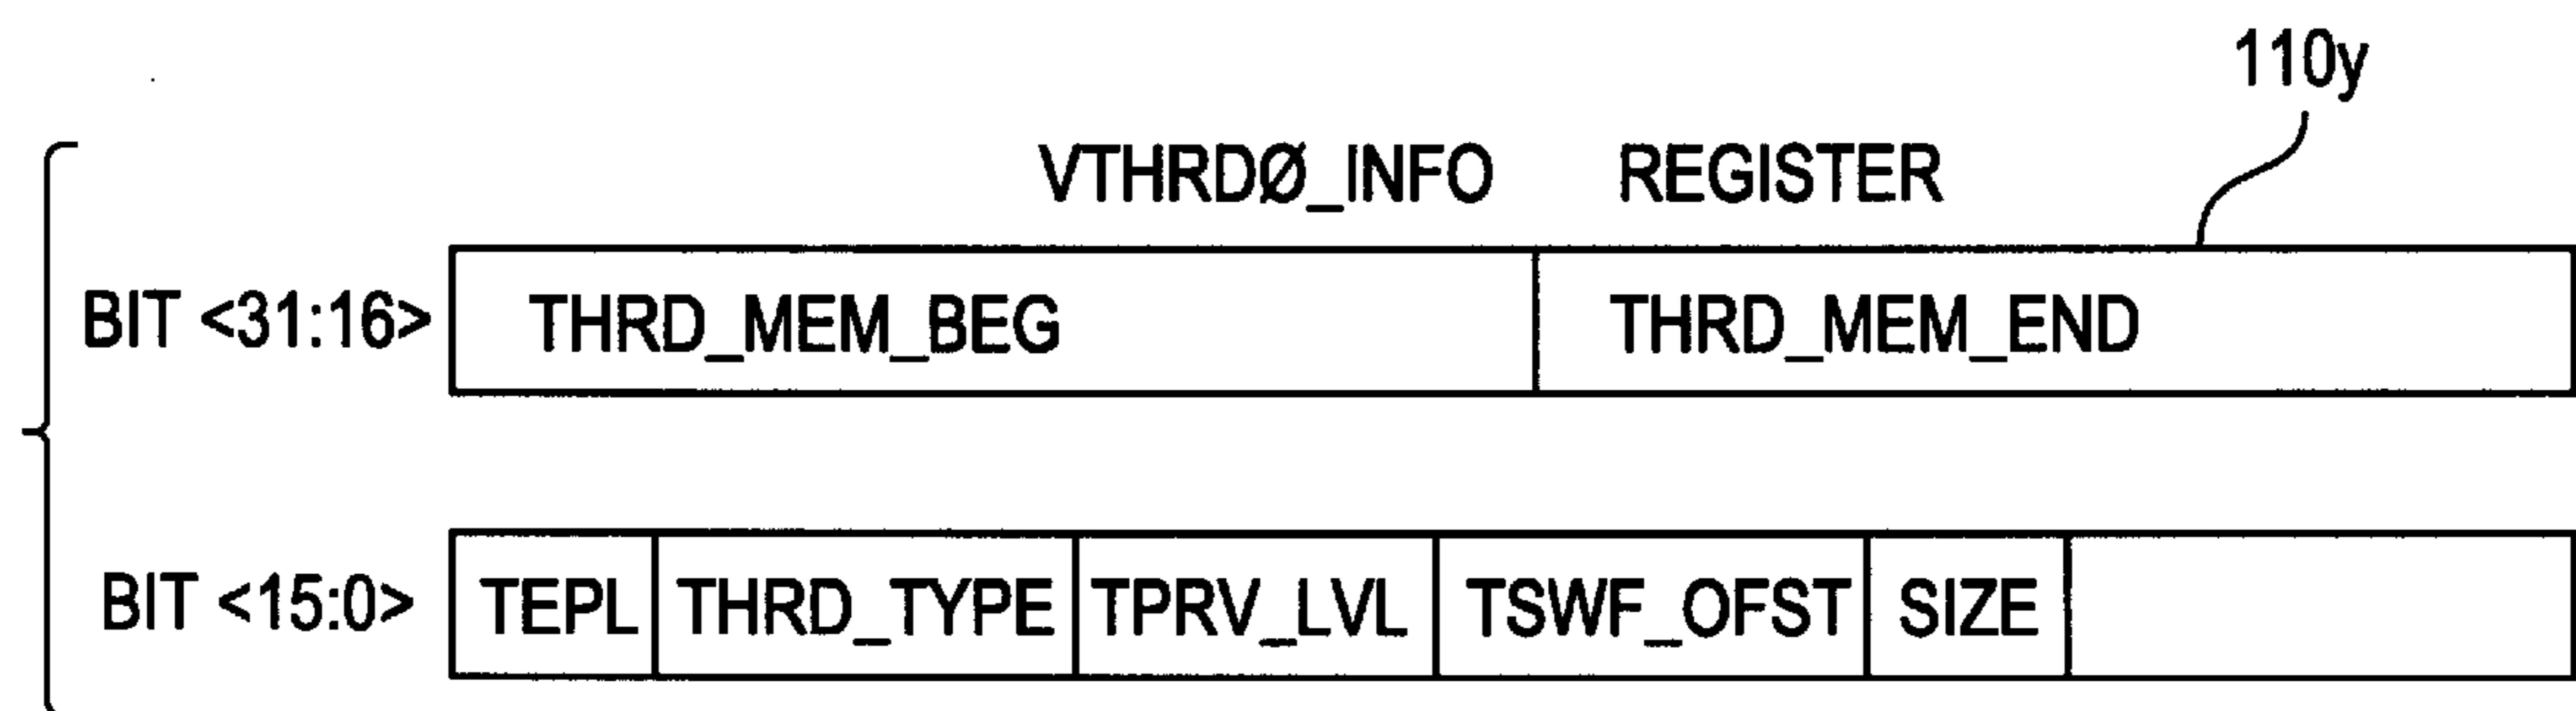 110y
VTHRDØ_INFO REGISTER
BIT <31:16> THRD_MEM_BEG THRD_MEM_END
BIT <15:0> TEPL THRD_TYPE TPRV_LVL TSWF_OFST SIZE